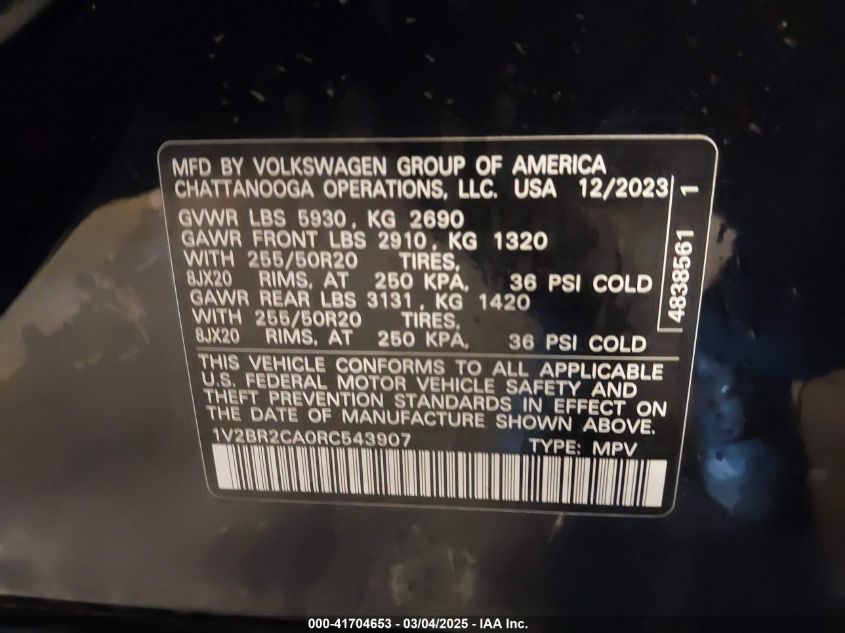 MFD BY VOLKSWAGEN GROUP OF AMERICA
CHATTANOOGA OPERATIONS, LLC. USA 12/2023
GVWR LBS 5930, KG 2690
GAWR FRONT LBS 2910, KG 1320
WITH 255/50R20 TIRES,
8JX20 RIMS, AT 250 KPA, 36 PSI COLD
GAWR REAR LBS 3131, KG 1420
WITH 255/50R20 TIRES,
8JX20 RIMS, AT 250 KPA, 36 PSI COLD
4838561 1
THIS VEHICLE CONFORMS TO ALL APPLICABLE
U.S. FEDERAL MOTOR VEHICLE SAFETY AND
THEFT PREVENTION STANDARDS IN EFFECT ON
THE DATE OF MANUFACTURE SHOWN ABOVE.
1V2BR2CA0RC543907 TYPE: MPV
000-41704653 - 03/04/2025 - IAA Inc.